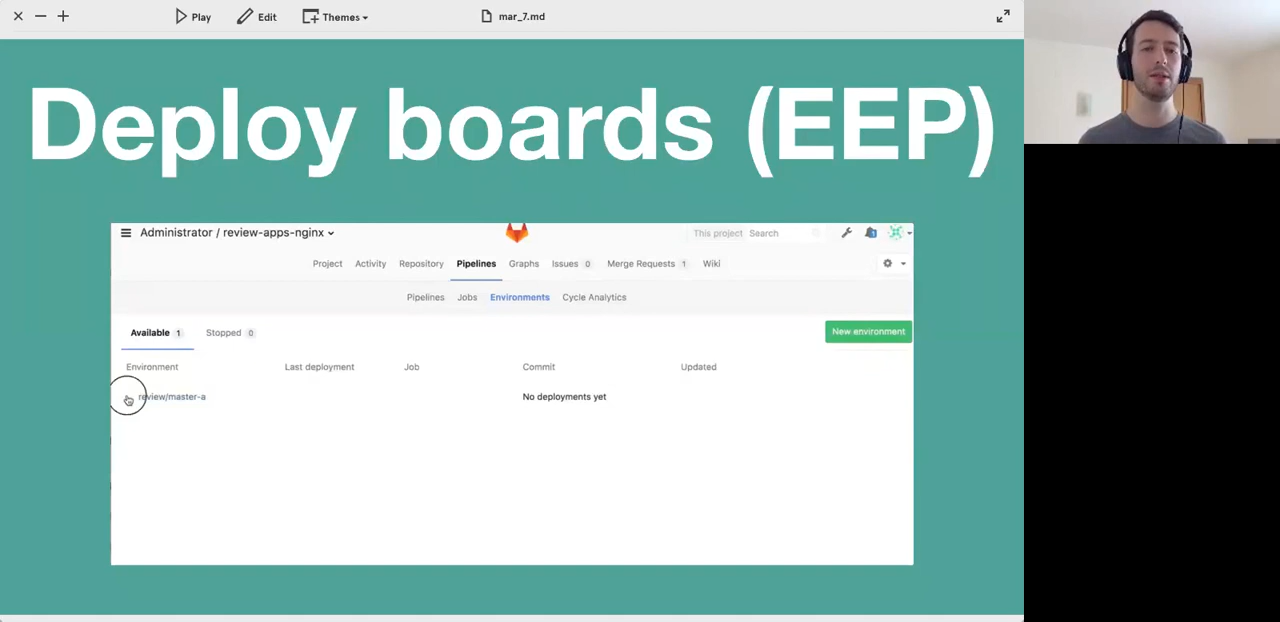 Play Edit Themes mar_7.md
Deploy boards (EEP)
Administrator / review-apps-nginx This project Search
Project Activity Repository Pipelines Graphs Issues 0 Merge Requests 1 Wiki
Pipelines Jobs Environments Cycle Analytics
Available 1 Stopped 0 New environment
Environment Last deployment Job Commit Updated
review/master-a No deployments yet